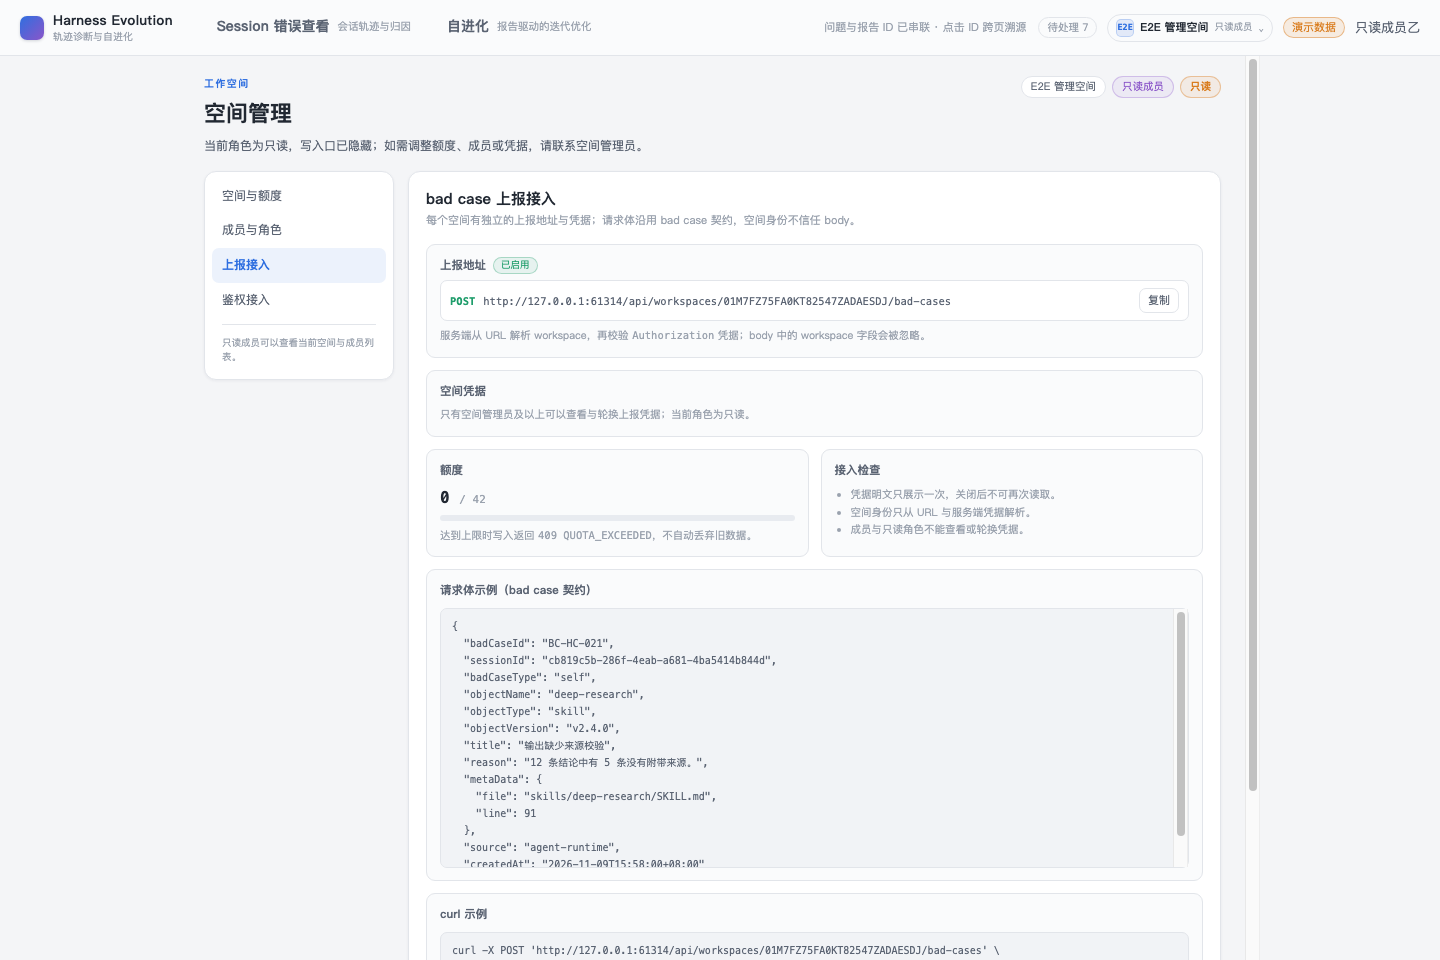 Harness Evolution
轨迹诊断与自进化
Session 错误查看 会话轨迹与归因
自进化 报告驱动的迭代优化
问题与报告 ID 已串联 · 点击 ID 跨页溯源
待处理 7
E2E E2E 管理空间 只读成员
演示数据
只读成员乙
工作空间
空间管理
当前角色为只读，写入口已隐藏；如需调整额度、成员或凭据，请联系空间管理员。
E2E 管理空间
只读成员
只读
空间与额度
成员与角色
上报接入
鉴权接入
只读成员可以查看当前空间与成员列
表。
bad case 上报接入
每个空间有独立的上报地址与凭据；请求体沿用 bad case 契约，空间身份不信任 body。
上报地址 已启用
POST http://127.0.0.1:61314/api/workspaces/01M7FZ75FA0KT82547ZADAESDJ/bad-cases
复制
服务端从 URL 解析 workspace，再校验 Authorization 凭据；body 中的 workspace 字段会被忽略。
空间凭据
只有空间管理员及以上可以查看与轮换上报凭据；当前角色为只读。
额度
0 / 42
达到上限时写入返回 409 QUOTA_EXCEEDED，不自动丢弃旧数据。
接入检查
凭据明文只展示一次，关闭后不可再次读取。
空间身份只从 URL 与服务端凭据解析。
成员与只读角色不能查看或轮换凭据。
请求体示例（bad case 契约）
{
"badCaseId": "BC-HC-021",
"sessionId": "cb819c5b-286f-4eab-a681-4ba5414b844d",
"badCaseType": "self",
"objectName": "deep-research",
"objectType": "skill",
"objectVersion": "v2.4.0",
"title": "输出缺少来源校验",
"reason": "12 条结论中有 5 条没有附带来源。",
"metaData": {
"file": "skills/deep-research/SKILL.md",
"line": 91
},
"source": "agent-runtime",
"createdAt": "2026-11-09T15:58:00+08:00"
curl 示例
curl -X POST 'http://127.0.0.1:61314/api/workspaces/01M7FZ75FA0KT82547ZADAESDJ/bad-cases' \